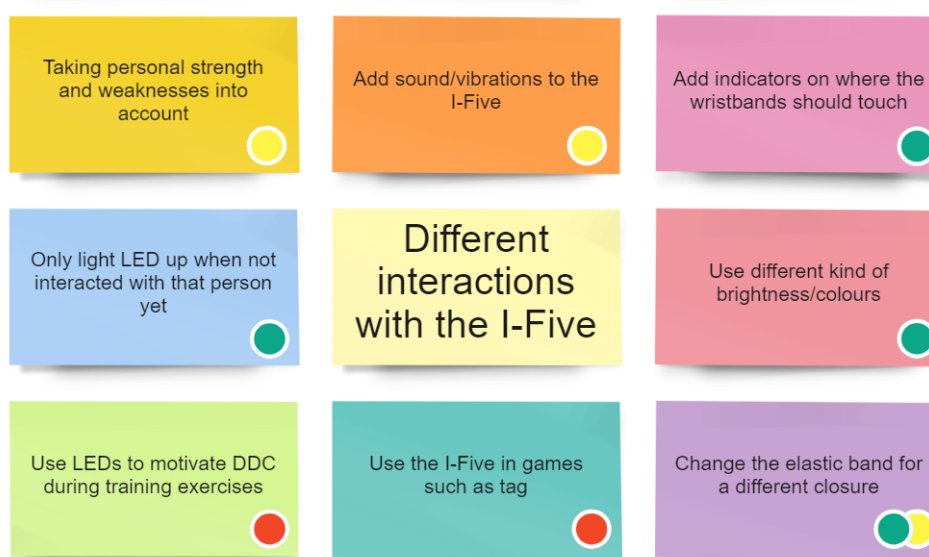 Taking personal strength
and weaknesses into
account
Add sound/vibrations to the
I-Five
Add indicators on where the
wristbands should touch
Only light LED up when not
interacted with that person
yet
Different
interactions
with the I-Five
Use different kind of
brightness/colours
Use LEDs to motivate DDC
during training exercises
Use the I-Five in games
such as tag
Change the elastic band for
a different closure